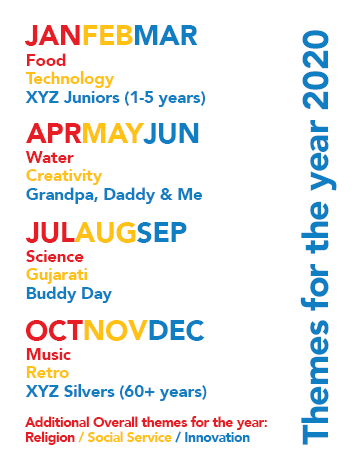 JANFEBMAR
Food
Technology
XYZ Juniors (1-5 years)
APRMAYJUN
Water
Creativity
Grandpa, Daddy & Me
JULAUGSEP
Science
Gujarati
Buddy Day
OCTNOVDEC
Music
Retro
XYZ Silvers (60+ years)
Additional Overall themes for the year:
Religion / Social Service / Innovation
Themes for the year 2020